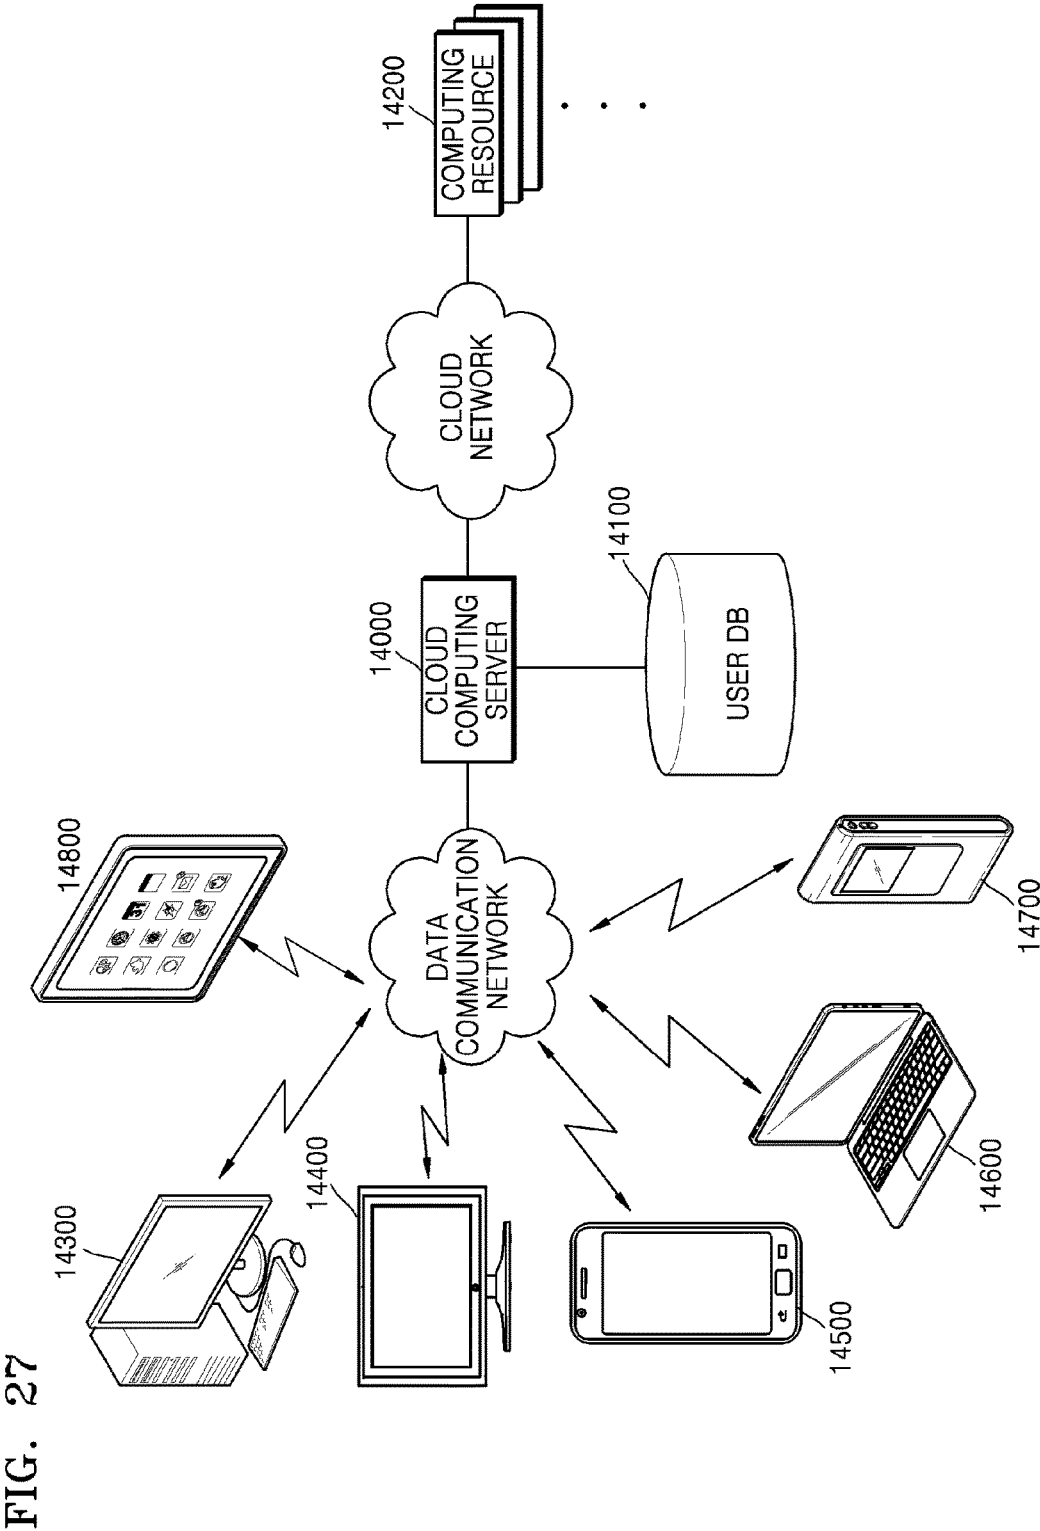 FIG. 27
14300
14400
14500
14600
14700
14800
DATA
COMMUNICATION
NETWORK
14000
CLOUD
COMPUTING
SERVER
14100
USER DB
CLOUD
NETWORK
14200
COMPUTING
RESOURCE